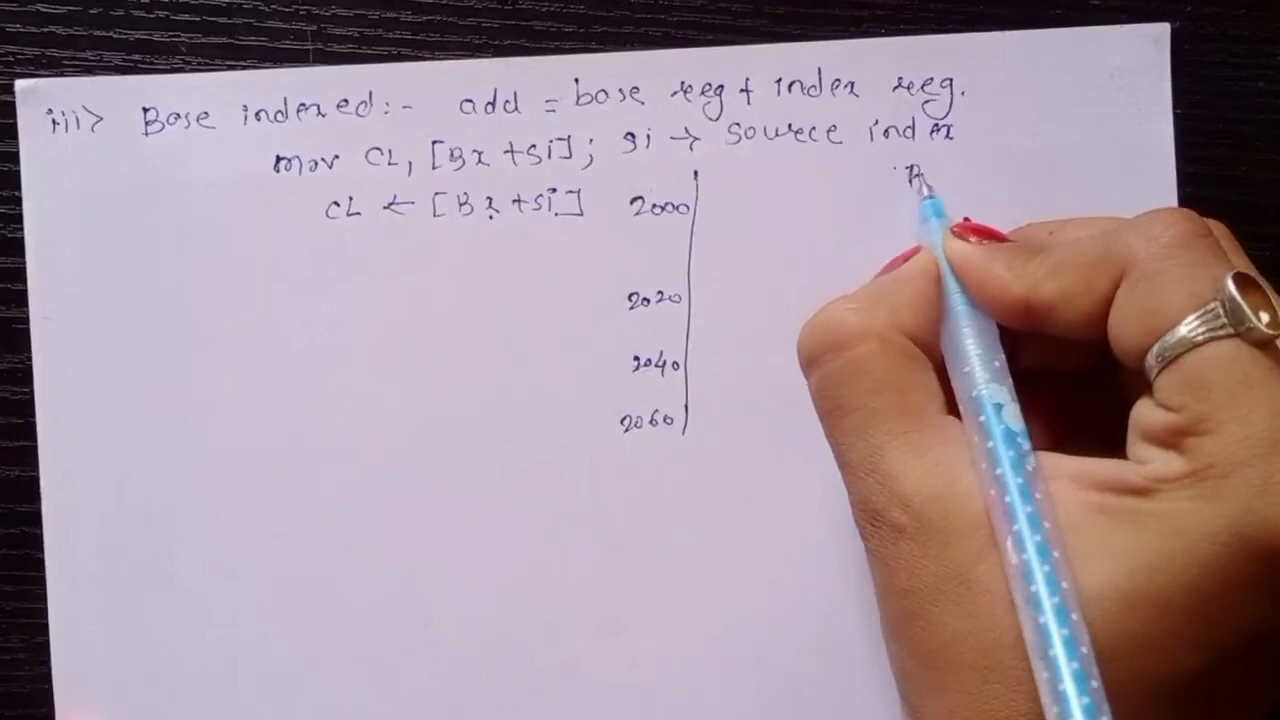 iii> Base indexed:- add = base reg + index reg.
mov CL, [Bx + Si]; Si → Source index
CL ← [Bx + Si]
2000
2020
2040
2060